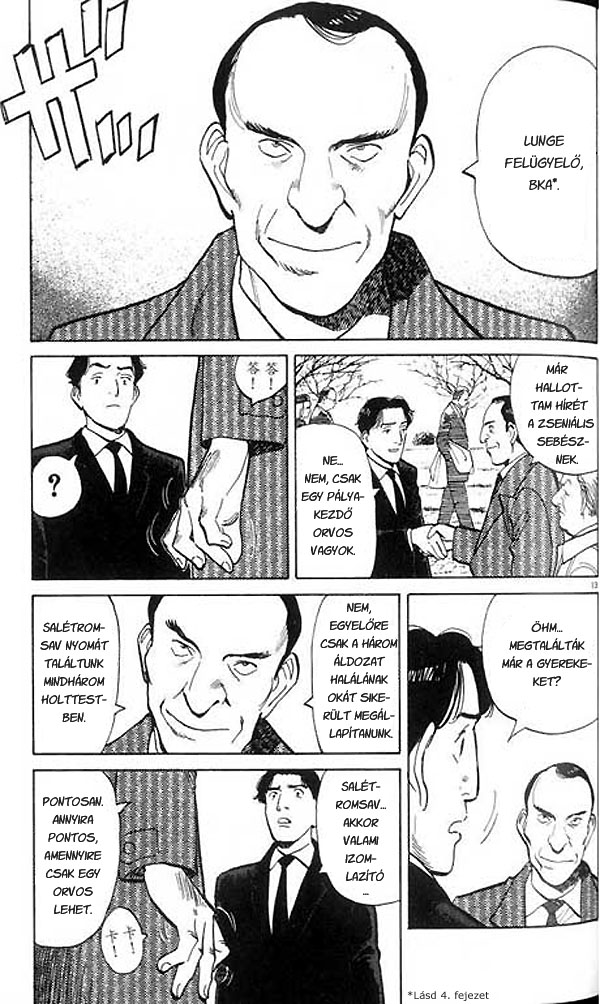 ザザ...
LUNGE
FELÜGYELŐ,
BKA*.
MÁR
HALLOT-
TAM HÍRÉT
A ZSENIÁLIS
SEBÉSZ-
NEK.
NE...
NEM, CSAK
EGY PÁLYA-
KEZDŐ
ORVOS
VAGYOK.
?
13
ÖHM...
MEGTALÁLTÁK
MÁR A GYEREKE-
KET?
NEM,
EGYELŐRE
CSAK A HÁROM
ÁLDOZAT
HALÁLÁNAK
OKÁT SIKE-
RÜLT MEGÁL-
LAPÍTANUNK.
SALÉTROM-
SAV NYOMÁT
TALÁLTUNK
MINDHÁROM
HOLTTEST-
BEN.
SALÉT-
ROMSAV...
AKKOR
VALAMI
IZOM-
LAZÍTÓ
...
PONTOSAN.
ANNYIRA
PONTOS,
AMENNYIRE
CSAK EGY
ORVOS
LEHET.
*Lásd 4. fejezet